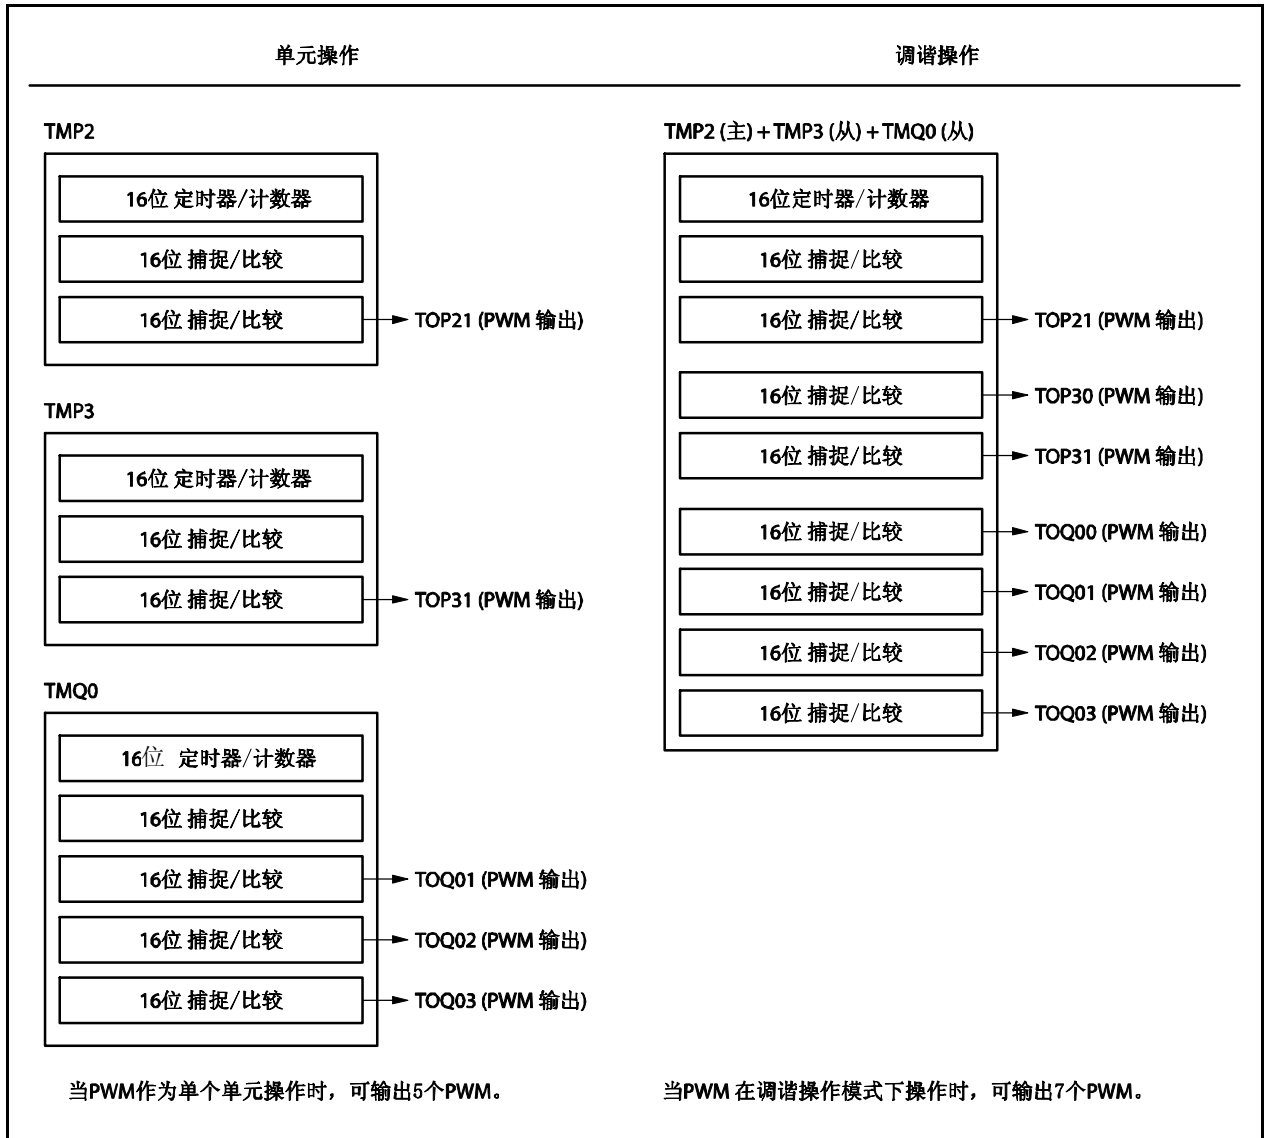 单元操作
调谐操作
TMP2
16位 定时器/计数器
16位 捕捉/比较
16位 捕捉/比较
TOP21 (PWM 输出)
TMP3
16位 定时器/计数器
16位 捕捉/比较
16位 捕捉/比较
TOP31 (PWM 输出)
TMQ0
16位 定时器/计数器
16位 捕捉/比较
16位 捕捉/比较
TOQ01 (PWM 输出)
16位 捕捉/比较
TOQ02 (PWM 输出)
16位 捕捉/比较
TOQ03 (PWM 输出)
当PWM作为单个单元操作时，可输出5个PWM。
TMP2 (主) + TMP3 (从) + TMQ0 (从)
16位定时器/计数器
16位 捕捉/比较
16位 捕捉/比较
TOP21 (PWM 输出)
16位 捕捉/比较
TOP30 (PWM 输出)
16位 捕捉/比较
TOP31 (PWM 输出)
16位 捕捉/比较
TOQ00 (PWM 输出)
16位 捕捉/比较
TOQ01 (PWM 输出)
16位 捕捉/比较
TOQ02 (PWM 输出)
16位 捕捉/比较
TOQ03 (PWM 输出)
当PWM 在调谐操作模式下操作时，可输出7个PWM。